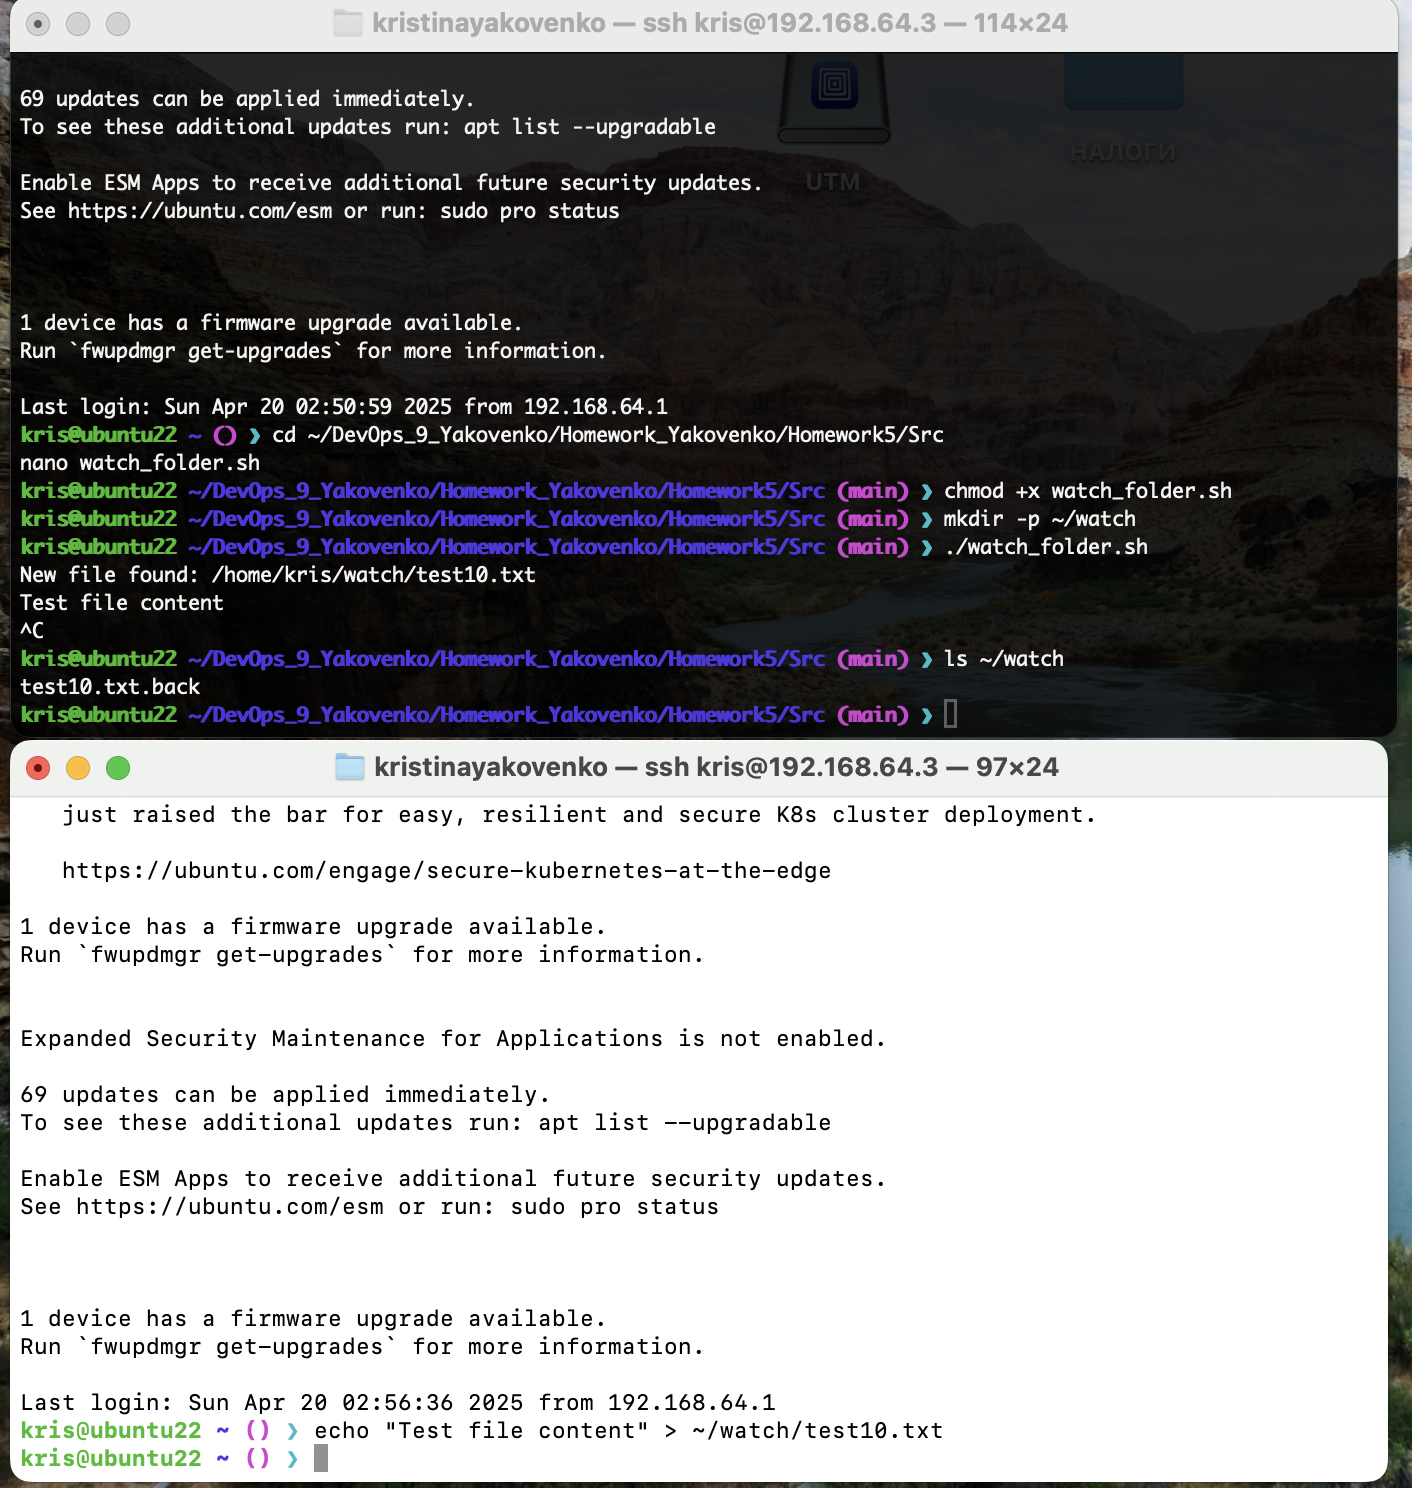 kristinayakovenko — ssh kris@192.168.64.3 — 114×24
69 updates can be applied immediately.
To see these additional updates run: apt list --upgradable
НАЛОГИ
UTM
Enable ESM Apps to receive additional future security updates.
See https://ubuntu.com/esm or run: sudo pro status
1 device has a firmware upgrade available.
Run `fwupdmgr get-upgrades` for more information.
Last login: Sun Apr 20 02:50:59 2025 from 192.168.64.1
kris@ubuntu22 ~ () ❯ cd ~/DevOps_9_Yakovenko/Homework_Yakovenko/Homework5/Src
nano watch_folder.sh
kris@ubuntu22 ~/DevOps_9_Yakovenko/Homework_Yakovenko/Homework5/Src (main) ❯ chmod +x watch_folder.sh
kris@ubuntu22 ~/DevOps_9_Yakovenko/Homework_Yakovenko/Homework5/Src (main) ❯ mkdir -p ~/watch
kris@ubuntu22 ~/DevOps_9_Yakovenko/Homework_Yakovenko/Homework5/Src (main) ❯ ./watch_folder.sh
New file found: /home/kris/watch/test10.txt
Test file content
^C
kris@ubuntu22 ~/DevOps_9_Yakovenko/Homework_Yakovenko/Homework5/Src (main) ❯ ls ~/watch
test10.txt.back
kris@ubuntu22 ~/DevOps_9_Yakovenko/Homework_Yakovenko/Homework5/Src (main) ❯
kristinayakovenko — ssh kris@192.168.64.3 — 97×24
just raised the bar for easy, resilient and secure K8s cluster deployment.
https://ubuntu.com/engage/secure-kubernetes-at-the-edge
1 device has a firmware upgrade available.
Run `fwupdmgr get-upgrades` for more information.
Expanded Security Maintenance for Applications is not enabled.
69 updates can be applied immediately.
To see these additional updates run: apt list --upgradable
Enable ESM Apps to receive additional future security updates.
See https://ubuntu.com/esm or run: sudo pro status
1 device has a firmware upgrade available.
Run `fwupdmgr get-upgrades` for more information.
Last login: Sun Apr 20 02:56:36 2025 from 192.168.64.1
kris@ubuntu22 ~ () ❯ echo "Test file content" > ~/watch/test10.txt
kris@ubuntu22 ~ () ❯